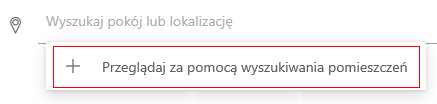 Wyszukaj pokój lub lokalizację
Przeglądaj za pomocą wyszukiwania pomieszczeń